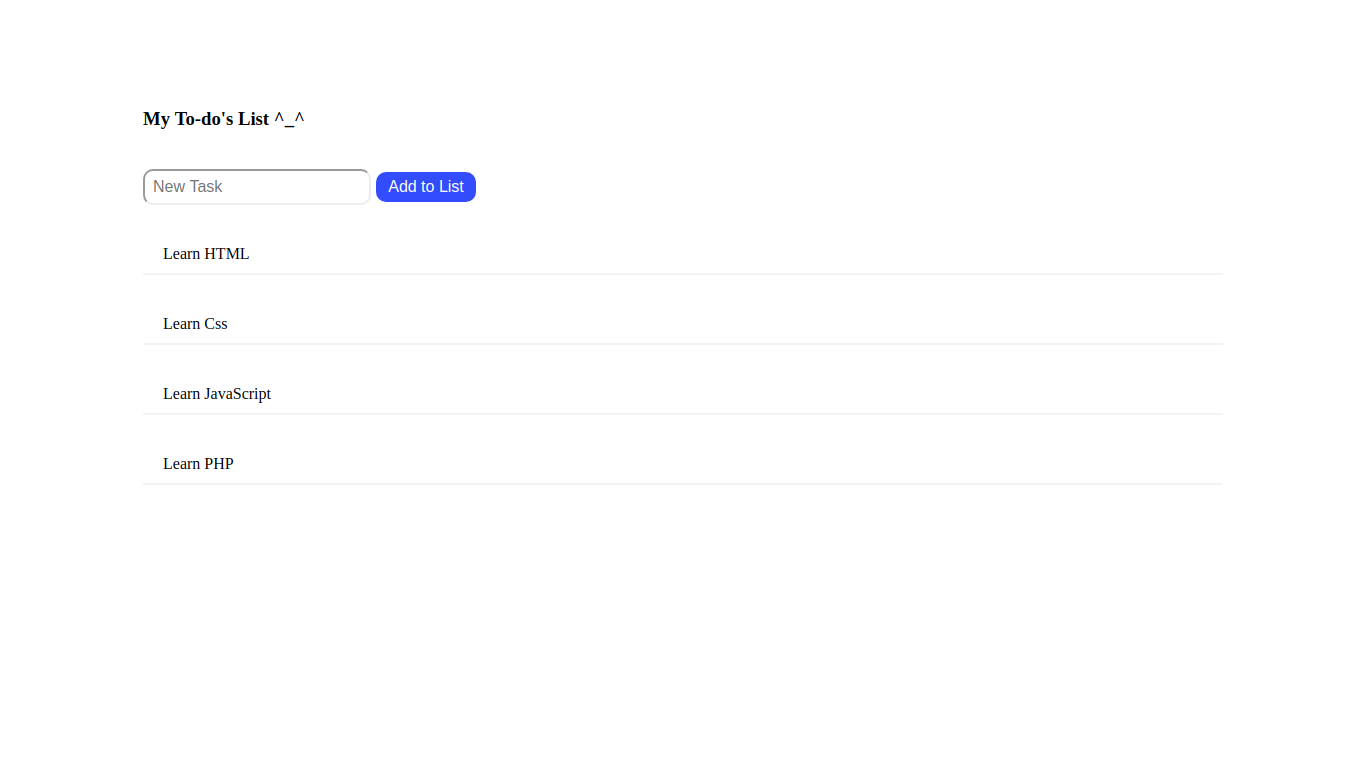 My To-do's List ^_^
New Task
Add to List
Learn HTML
Learn Css
Learn JavaScript
Learn PHP